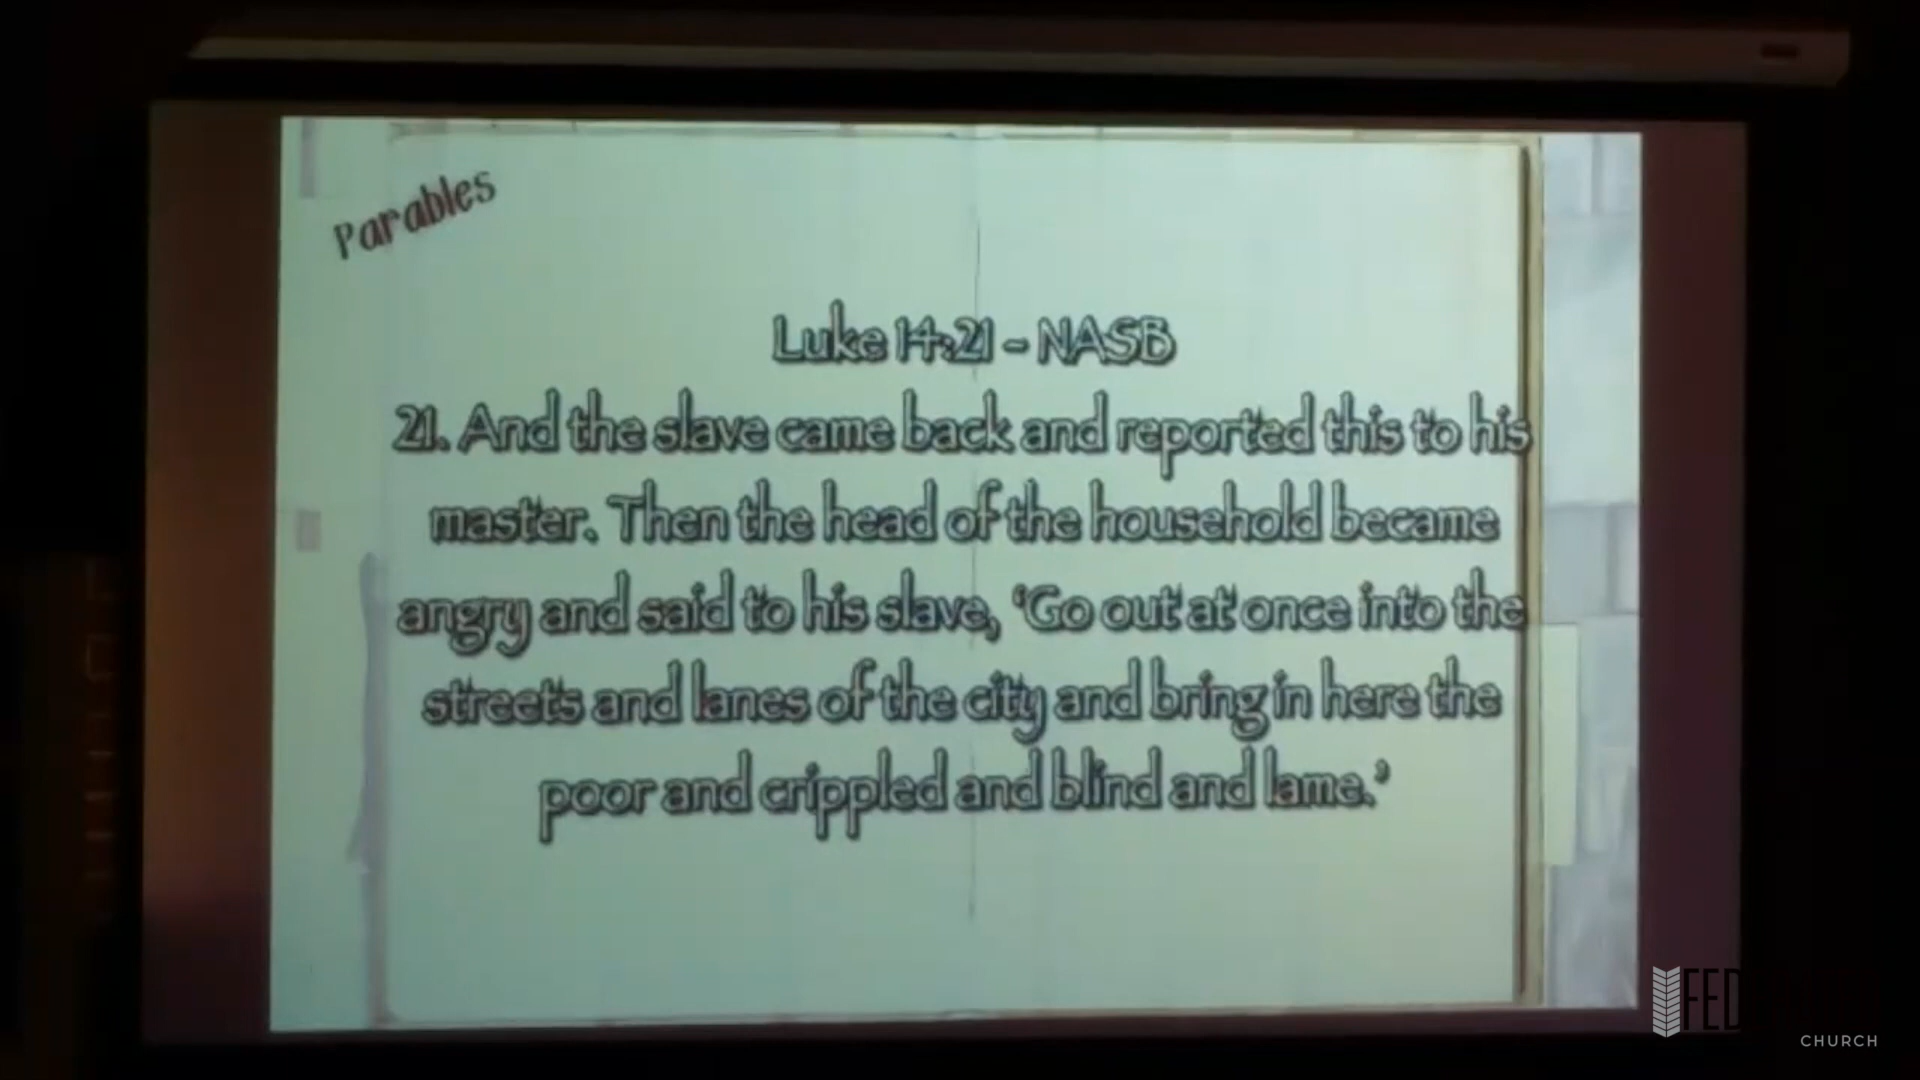 Parables
Luke 14:21 - NASB
21. And the slave came back and reported this to his
master. Then the head of the household became
angry and said to his slave, ‘Go out at once into the
streets and lanes of the city and bring in here the
poor and crippled and blind and lame.’
CHURCH